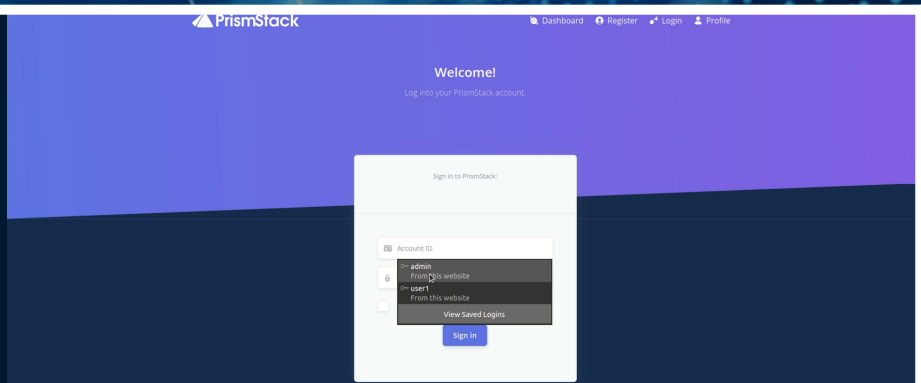 PrismStack
Dashboard Register Login Profile
Welcome!
Log into your PrismStack account.
Sign in to PrismStack:
Account ID
admin
From this website
user1
From this website
View Saved Logins
Sign in